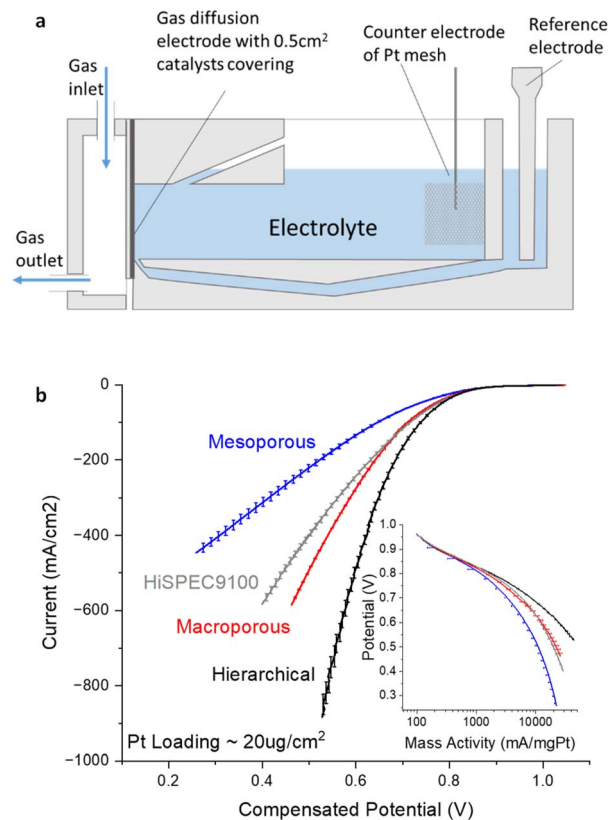 a
Gas diffusion
electrode with 0.5cm²
catalysts covering
Counter electrode
of Pt mesh
Reference
electrode
Gas
inlet
Electrolyte
Gas
outlet
b
0
−200
−400
−600
−800
−1000
Current (mA/cm2)
Mesoporous
HiSPEC9100
Macroporous
Hierarchical
Pt Loading ~ 20ug/cm²
0.2 0.4 0.6 0.8 1.0
Compensated Potential (V)
1.0
0.9
0.8
0.7
0.6
0.5
0.4
0.3
Potential (V)
100 1000 10000
Mass Activity (mA/mgPt)